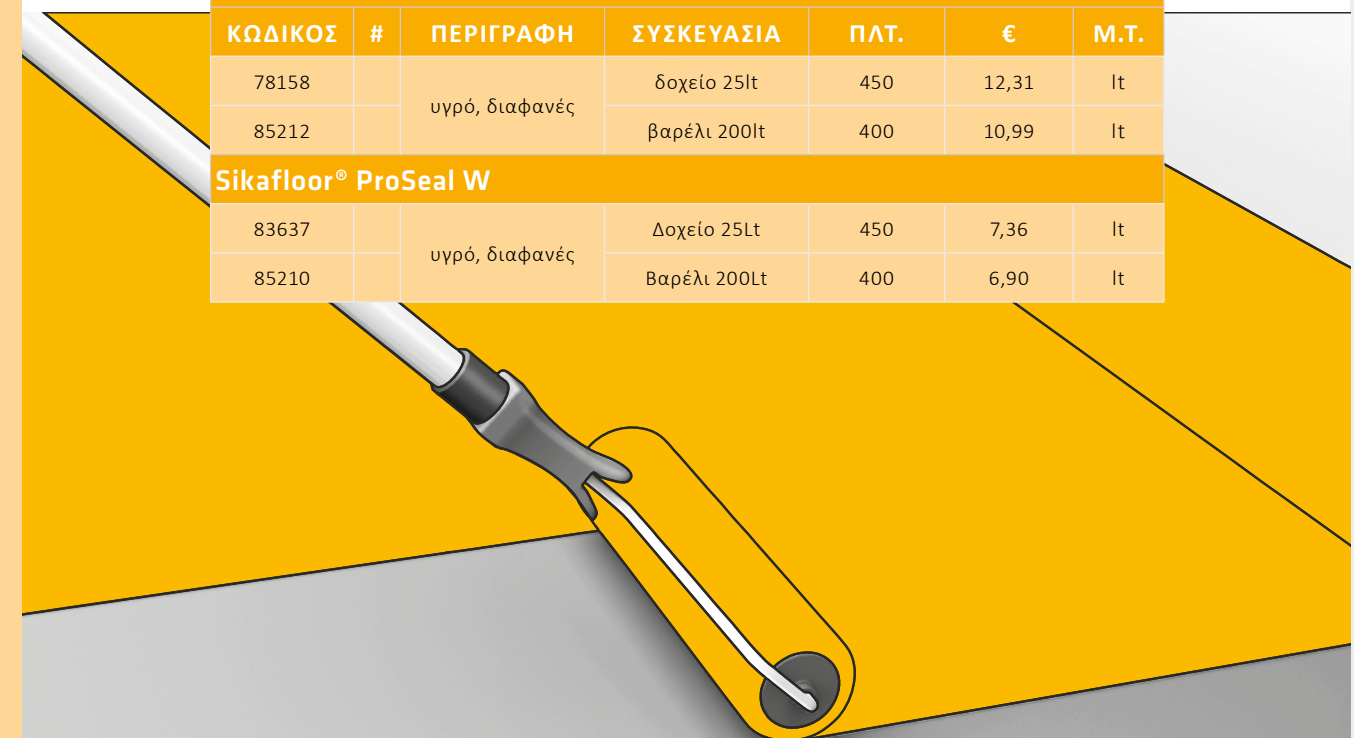 ΚΩΔΙΚΟΣ # ΠΕΡΙΓΡΑΦΗ ΣΥΣΚΕΥΑΣΙΑ ΠΛΤ. € Μ.Τ.
78158 υγρό, διαφανές δοχείο 25lt 450 12,31 lt
85212 βαρέλι 200lt 400 10,99 lt
Sikafloor® ProSeal W
83637 υγρό, διαφανές Δοχείο 25Lt 450 7,36 lt
85210 Βαρέλι 200Lt 400 6,90 lt